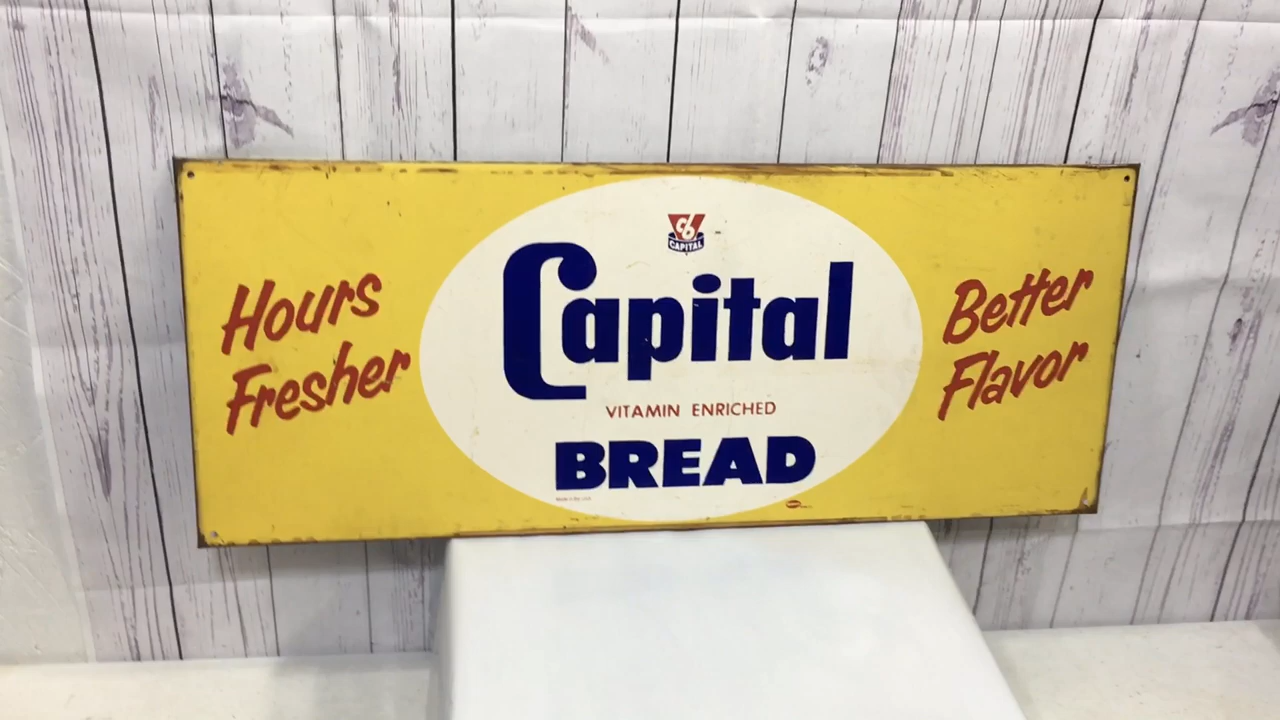 Hours
Fresher
CAPITAL
Capital
VITAMIN ENRICHED
BREAD
Better
Flavor